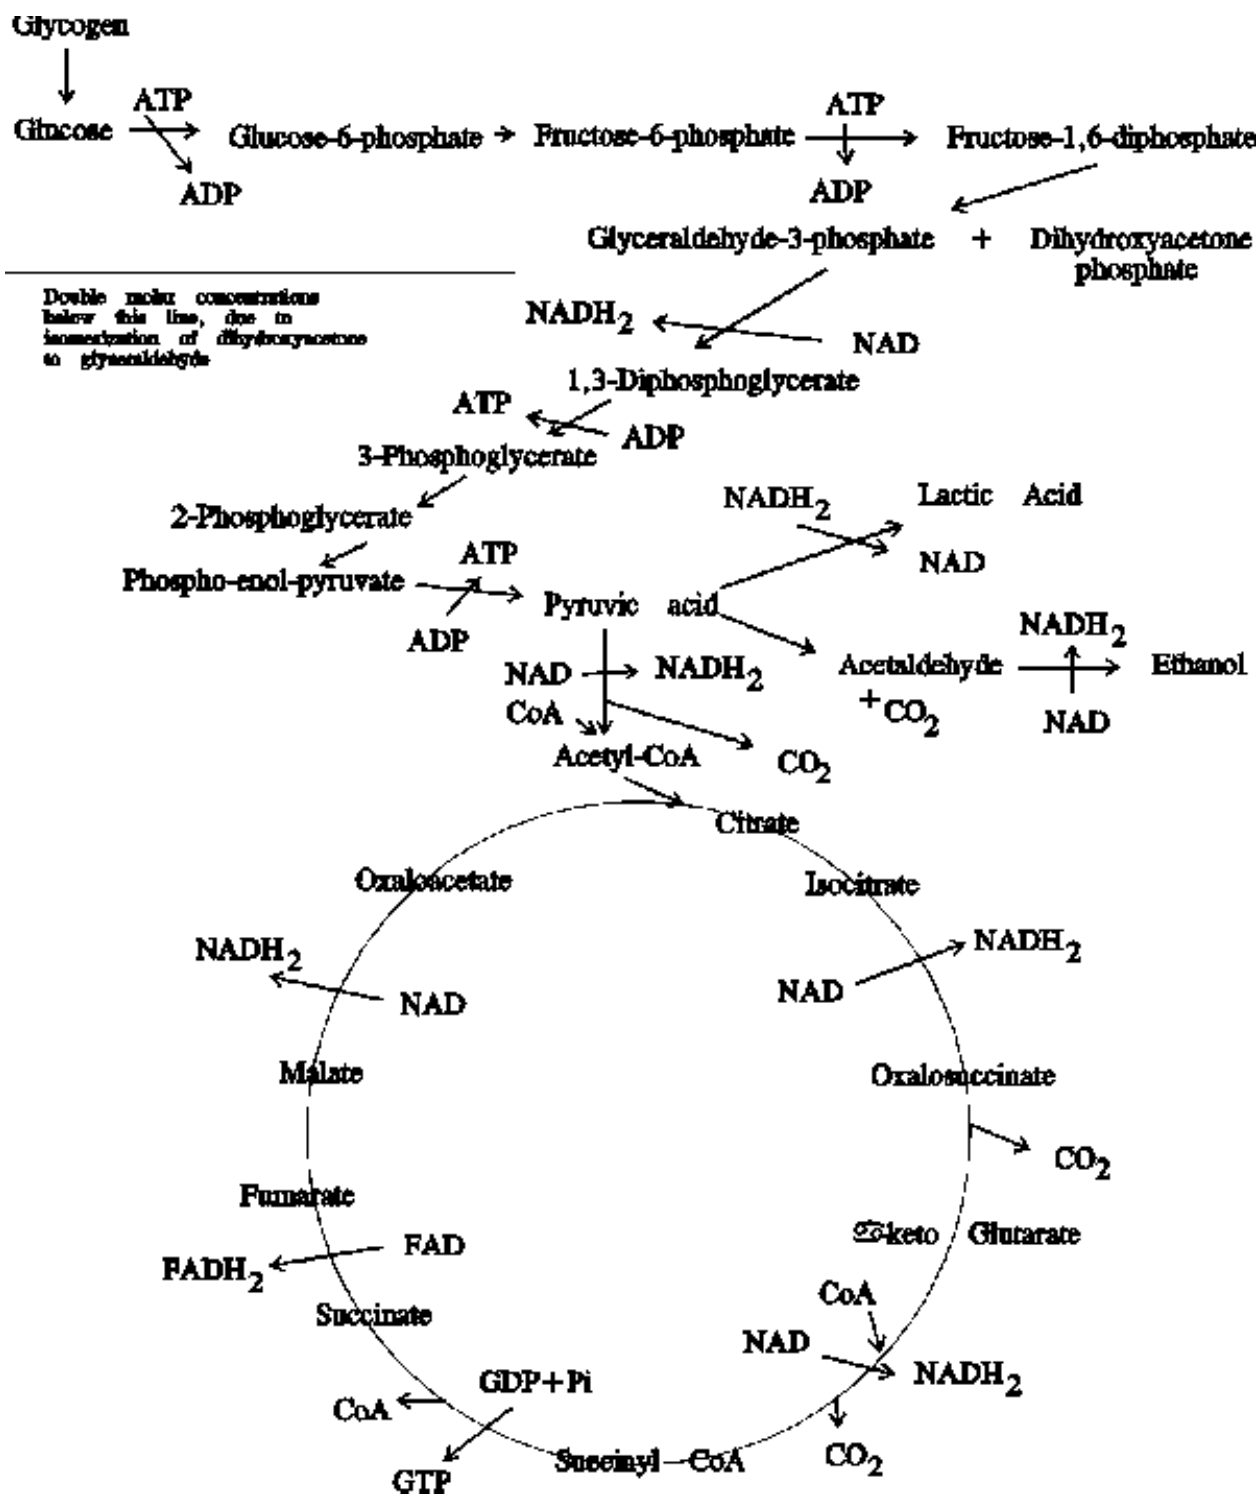 Glycogen
ATP
ATP
Glucose
Glucose-6-phosphate
Fructose-6-phosphate
Fructose-1,6-diphosphate
ADP
ADP
Glyceraldehyde-3-phosphate + Dihydroxyacetone
phosphate
Double molar concentrations
below this line, due to
isomerization of dihydroxyacetone
to glyceraldehyde
NADH2
NAD
1,3-Diphosphoglycerate
ATP
ADP
3-Phosphoglycerate
NADH2
Lactic Acid
2-Phosphoglycerate
ATP
NAD
Phospho-enol-pyruvate
Pyruvic acid
ADP
NADH2
NAD
NADH2
Acetaldehyde
Ethanol
CoA
+CO2
NAD
Acetyl-CoA
CO2
Citrate
Oxaloacetate
Isocitrate
NADH2
NADH2
NAD
NAD
Malate
Oxalosuccinate
CO2
Fumarate
-keto Glutarate
FAD
FADH2
CoA
Succinate
NAD
NADH2
GDP+Pi
CoA
CO2
Succinyl-CoA
GTP